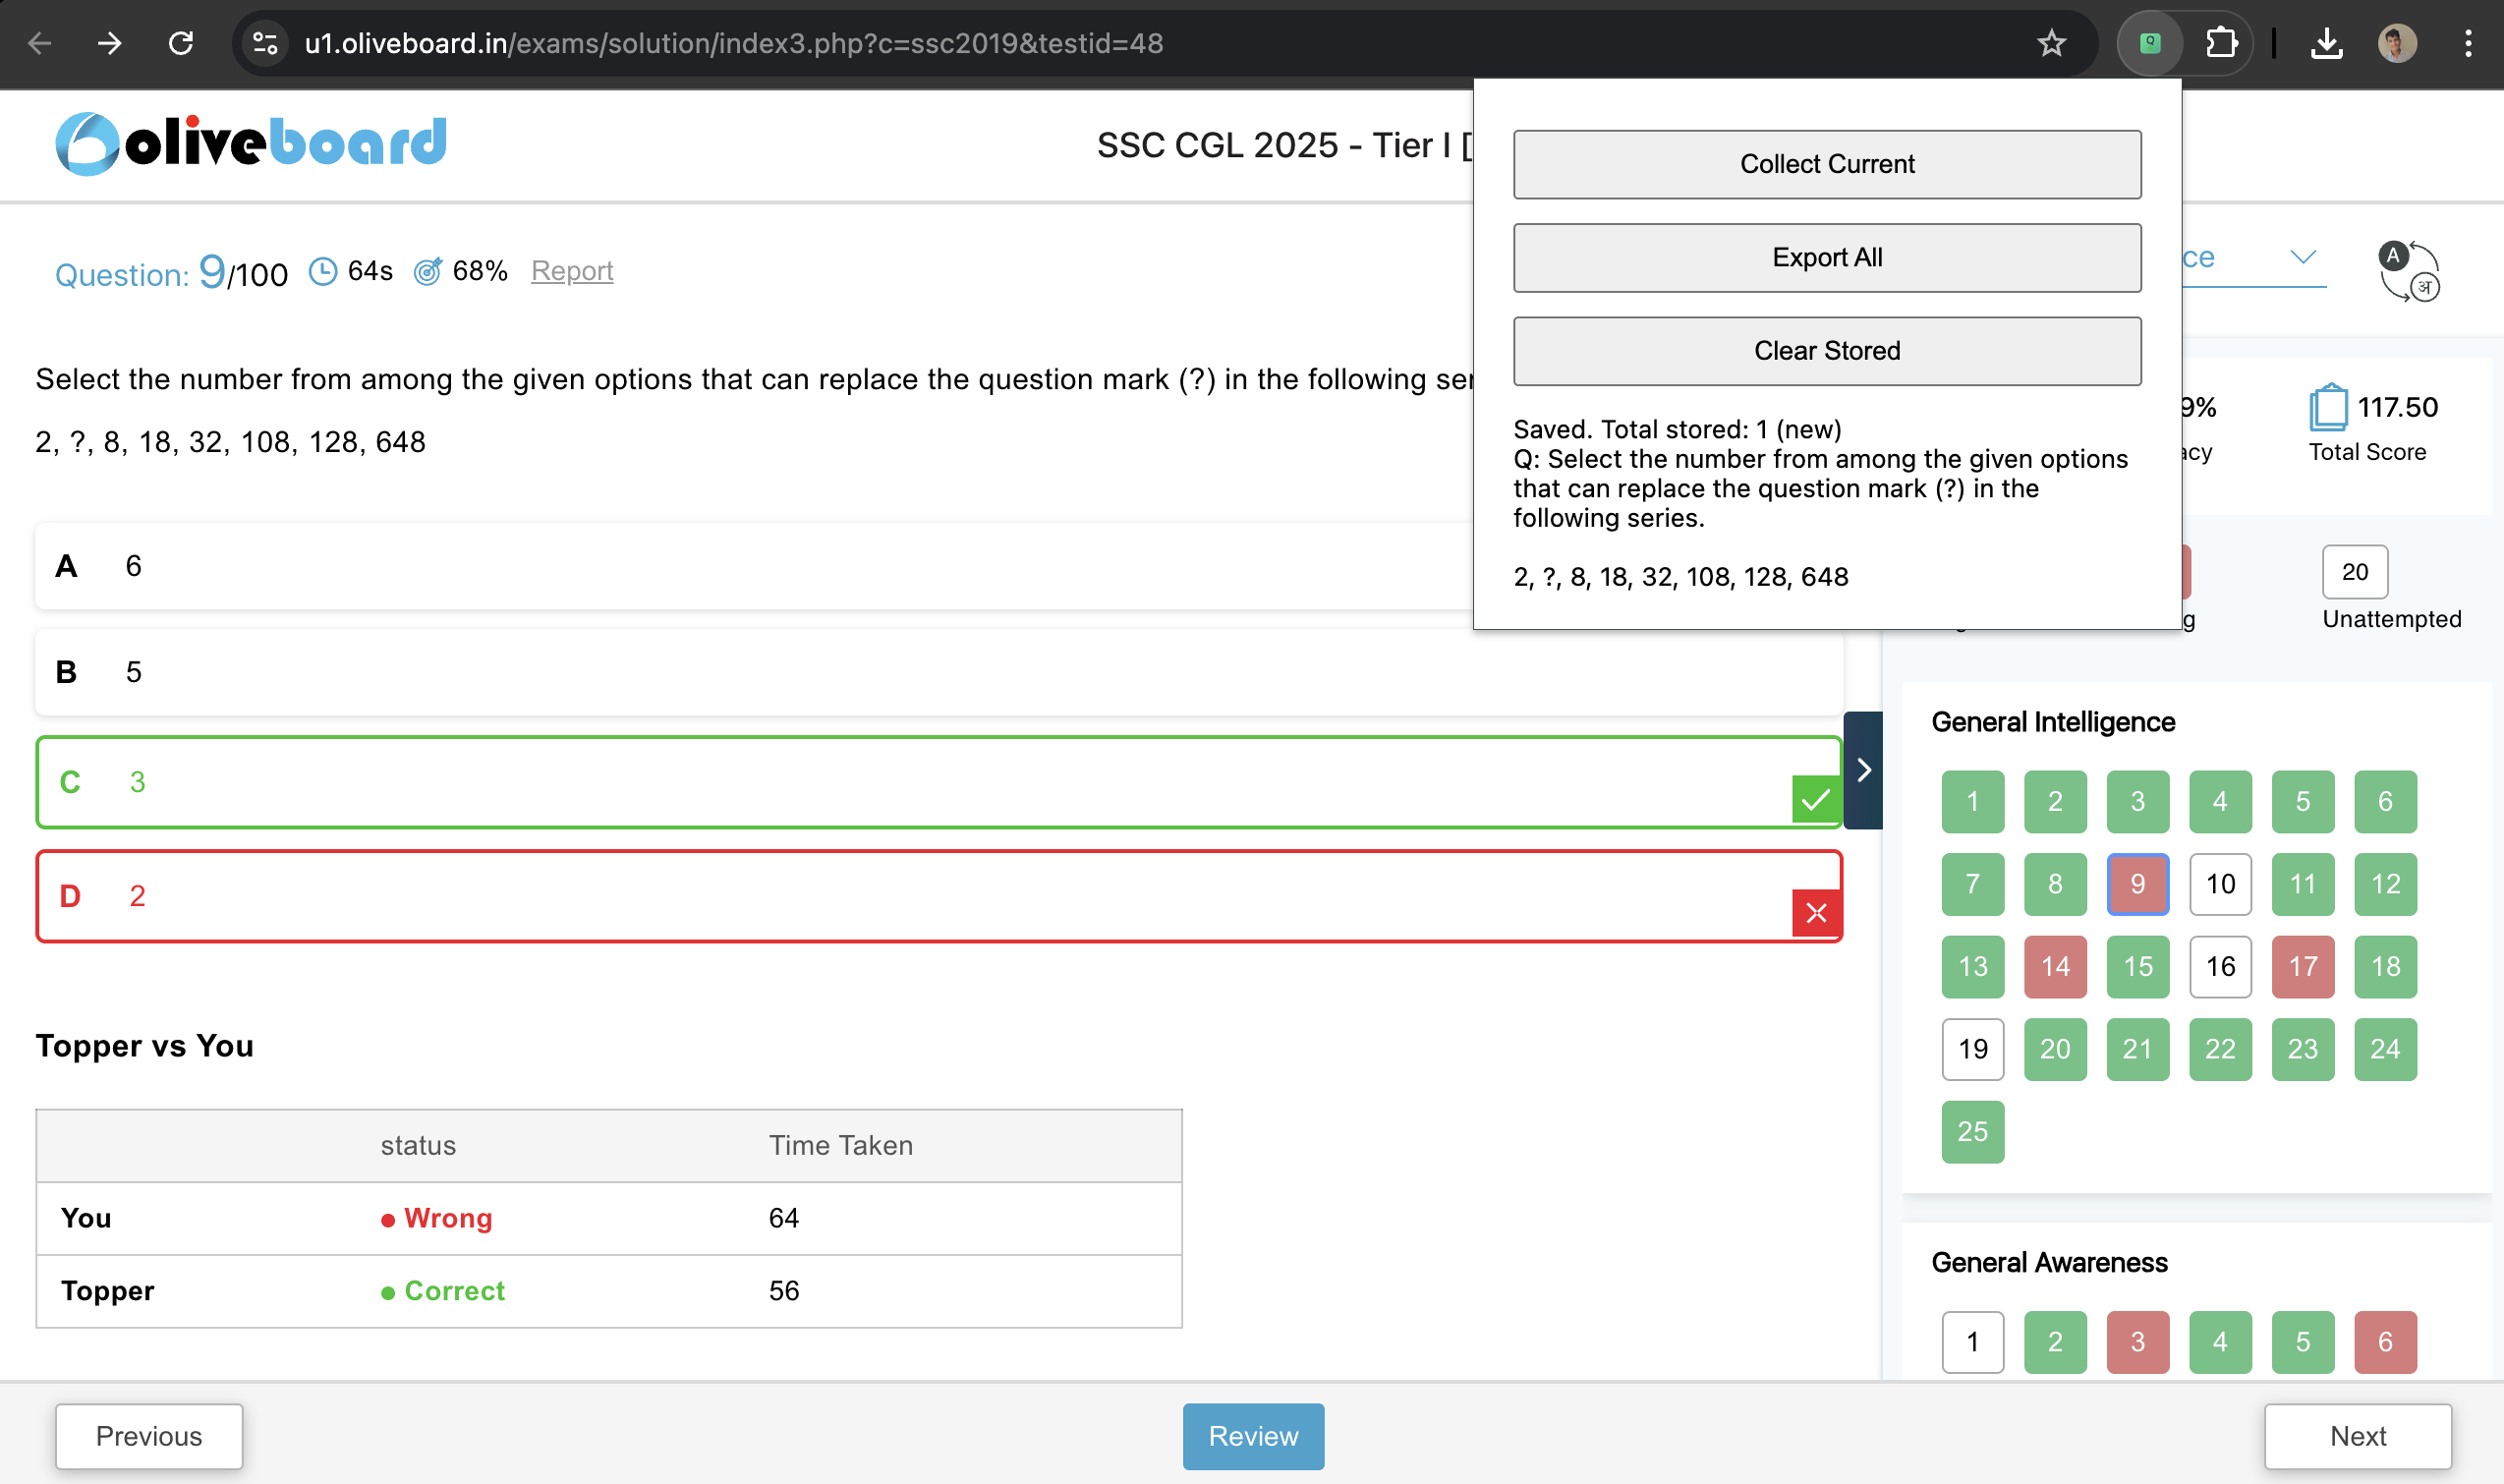 u1.oliveboard.in/exams/solution/index3.php?c=ssc2019&testid=48
oliveboard
SSC CGL 2025 - Tier I [
Collect Current
Export All
Clear Stored
Saved. Total stored: 1 (new)
Q: Select the number from among the given options
that can replace the question mark (?) in the
following series.
2, ?, 8, 18, 32, 108, 128, 648
Question: 9/100 64s 68% Report
ce
A अ
Select the number from among the given options that can replace the question mark (?) in the following ser
2, ?, 8, 18, 32, 108, 128, 648
A 6
B 5
C 3
D 2
9% 117.50
acy Total Score
20
g Unattempted
General Intelligence
1 2 3 4 5 6
7 8 9 10 11 12
13 14 15 16 17 18
19 20 21 22 23 24
25
General Awareness
1 2 3 4 5 6
Topper vs You
status Time Taken
You Wrong 64
Topper Correct 56
Previous Review Next